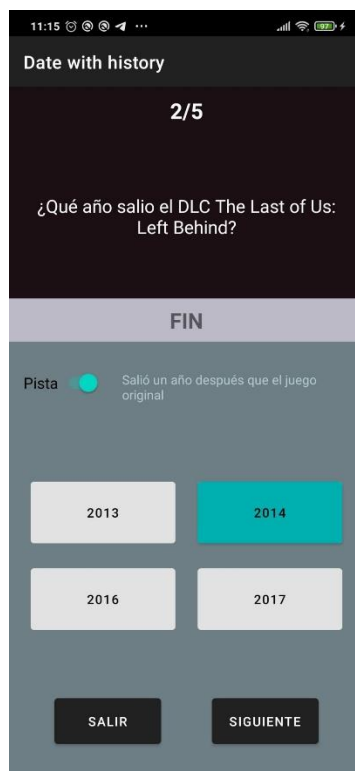 11:15
97
Date with history
2/5
¿Qué año salio el DLC The Last of Us:
Left Behind?
FIN
Pista
Salió un año después que el juego
original
2013 2014
2016 2017
SALIR SIGUIENTE